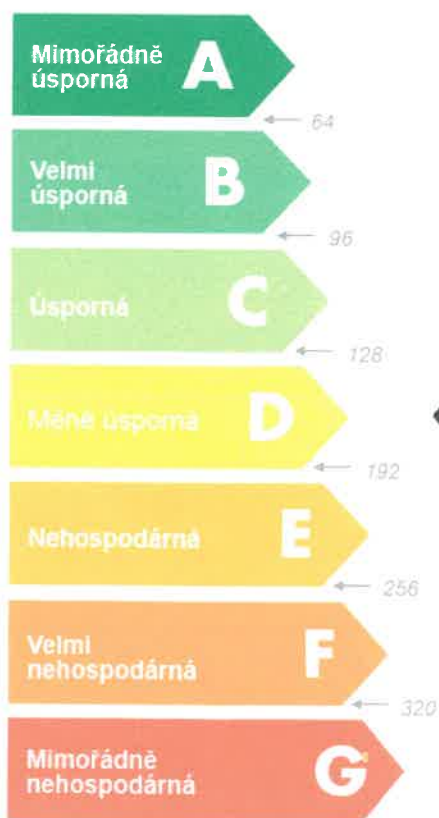 Mimořádně
úsporná
A
64
Velmi
úsporná
B
96
Úsporná
C
128
Méně úsporná
D
192
Nehospodárná
E
256
Velmi
nehospodárná
F
320
Mimořádně
nehospodárná
G